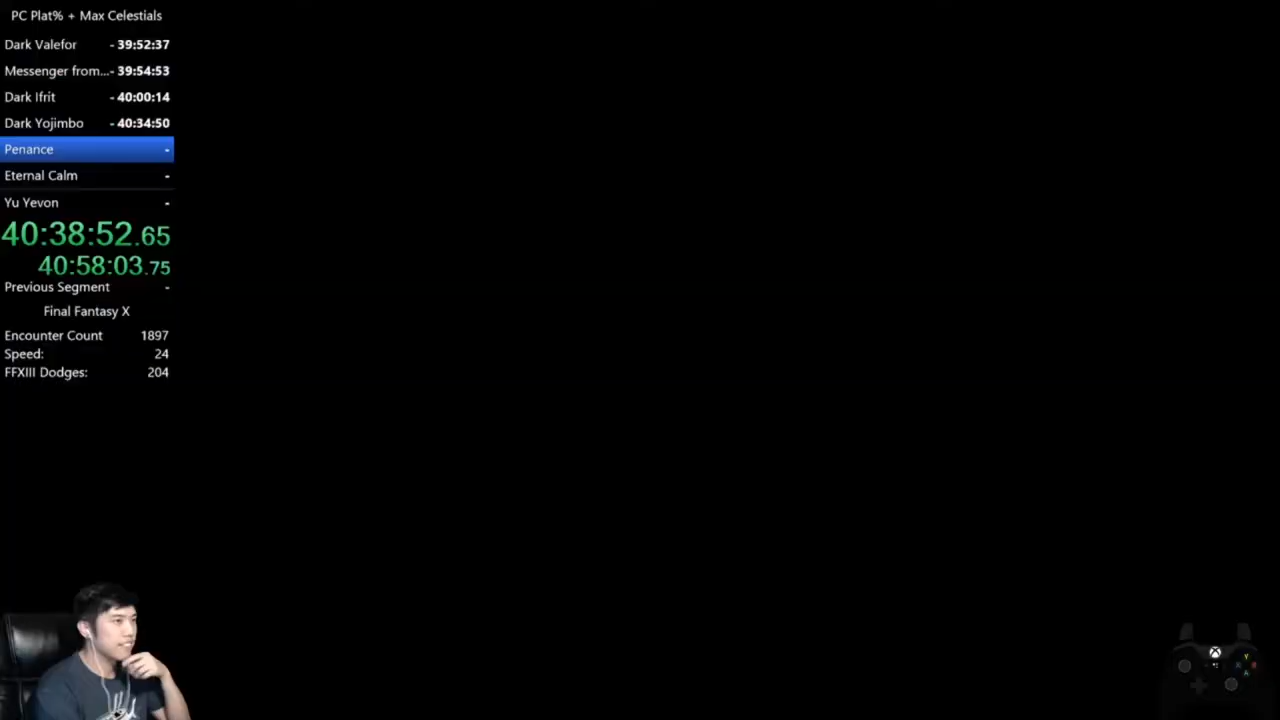 PC Plat% + Max Celestials
Dark Valefor - 39:52:37
Messenger from...- 39:54:53
Dark Ifrit - 40:00:14
Dark Yojimbo - 40:34:50
Penance -
Eternal Calm -
Yu Yevon -
40:38:52.65
40:58:03.75
Previous Segment -
Final Fantasy X
Encounter Count 1897
Speed: 24
FFXIII Dodges: 204